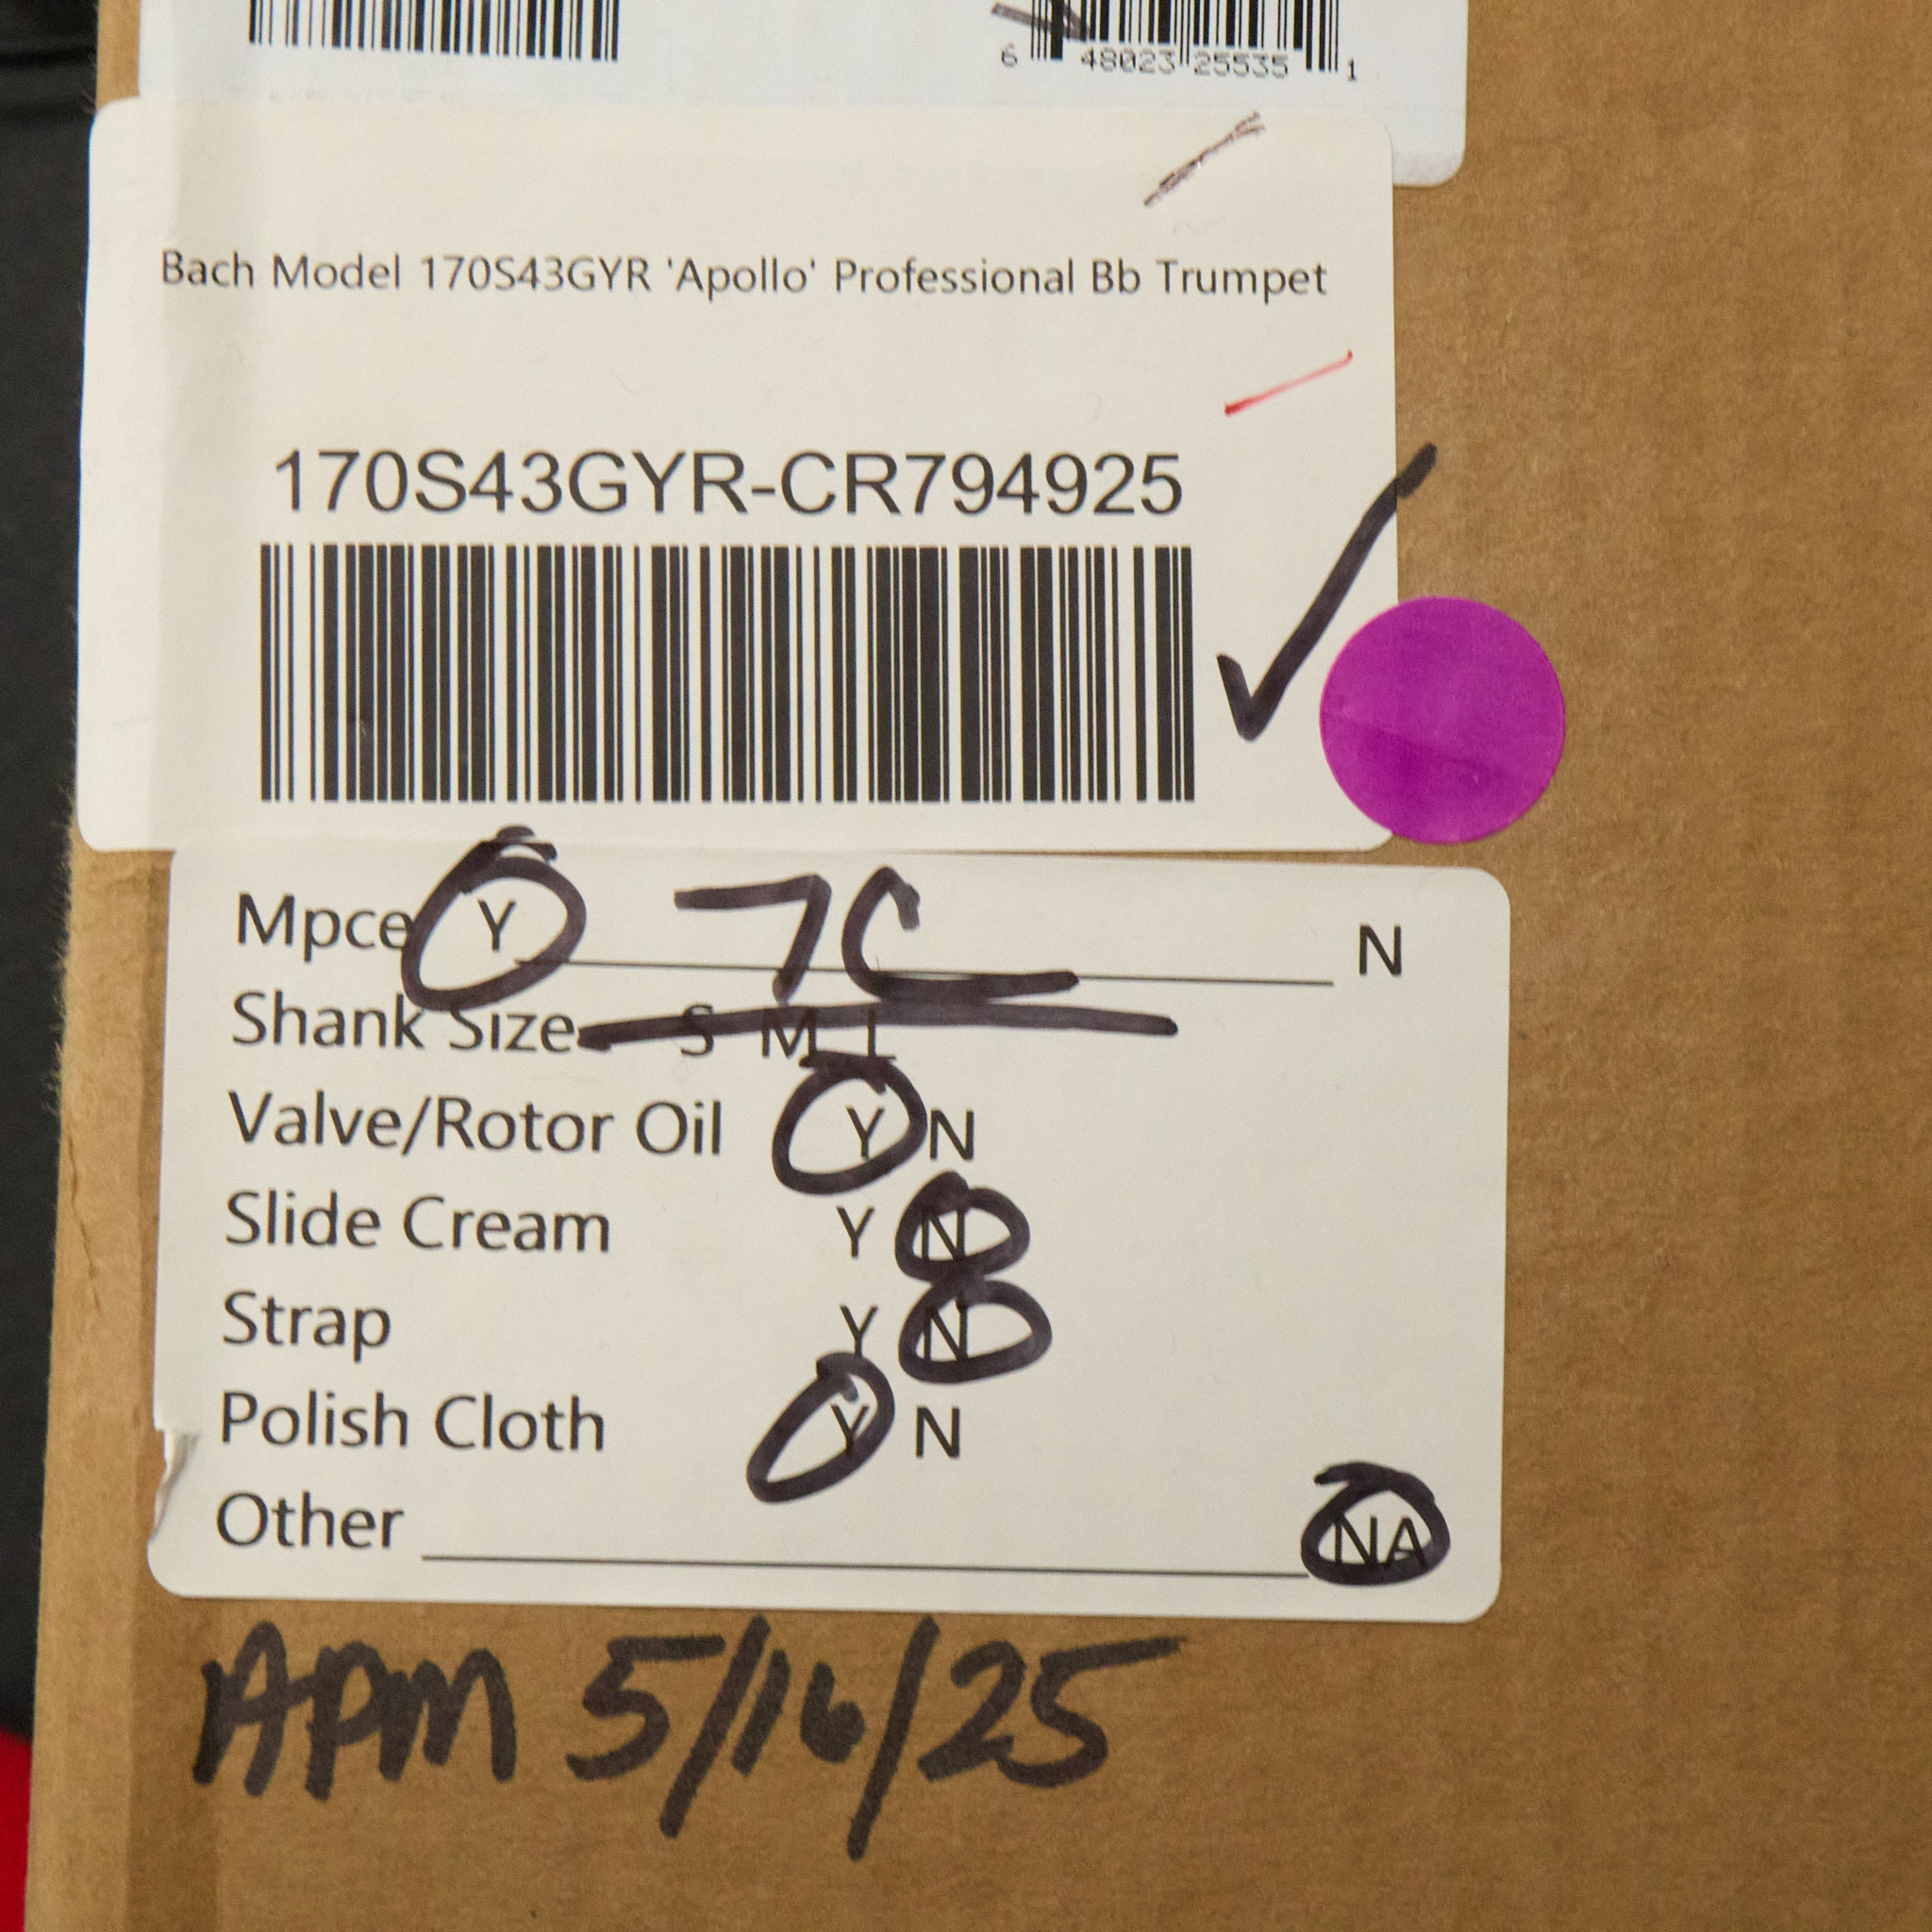 6 48023 25535 1
Bach Model 170S43GYR 'Apollo' Professional Bb Trumpet
170S43GYR-CR794925
Mpce Y 7C N
Shank Size S M L
Valve/Rotor Oil Y N
Slide Cream Y N
Strap Y N
Polish Cloth Y N
Other NA
APM 5/16/25